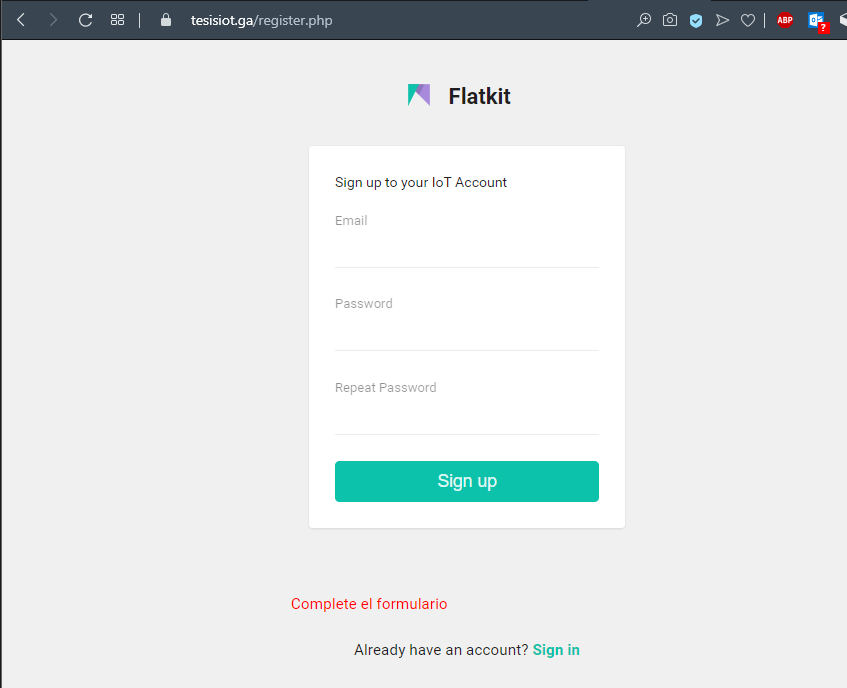 tesisiot.ga/register.php
ABP
?
Flatkit
Sign up to your IoT Account
Email
Password
Repeat Password
Sign up
Complete el formulario
Already have an account? Sign in